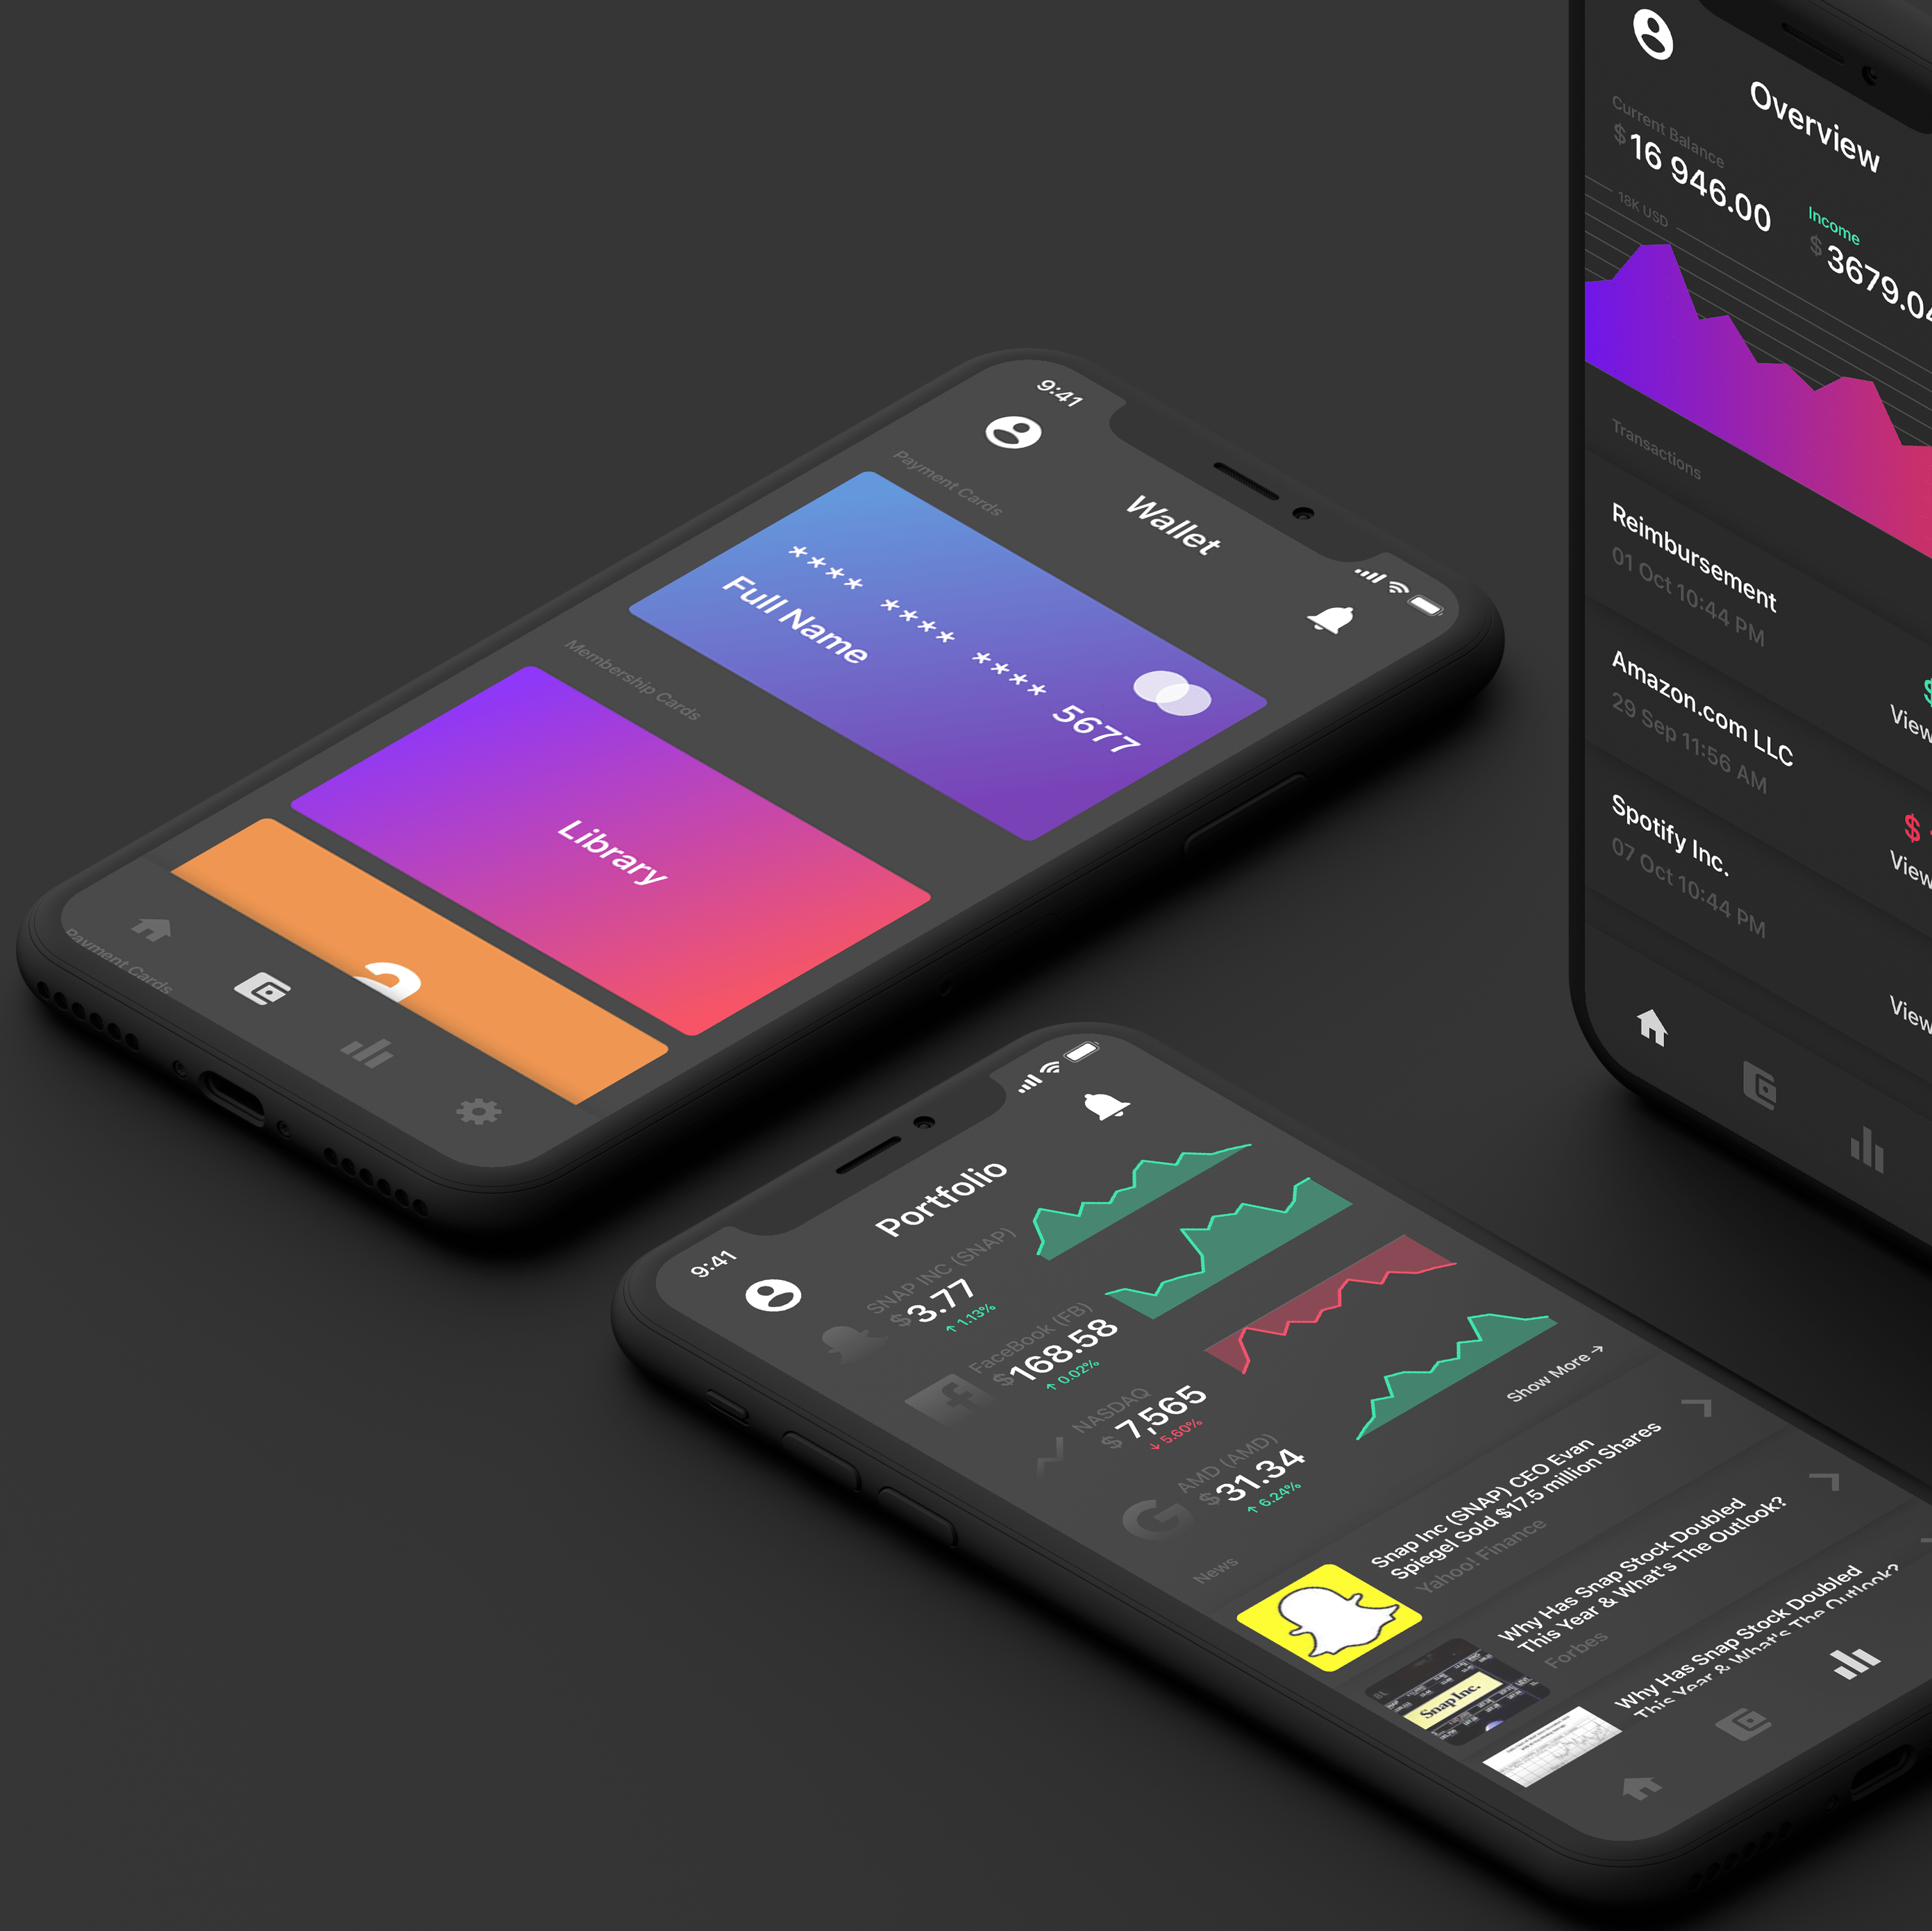 9:41
Wallet
Payment Cards
**** **** **** 5677
Full Name
Membership Cards
Library
Payment Cards
Overview
Current Balance
$ 16 946.00
Income
$ 3679.04
18K USD
Transactions
Reimbursement
01 Oct 10:44 PM
$
View
Amazon.com LLC
29 Sep 11:56 AM
$ -
View
Spotify Inc.
07 Oct 10:44 PM
View
9:41
Portfolio
SNAP INC (SNAP)
$ 3.77
↑ 1.13%
FaceBook (FB)
$ 168.58
↑ 0.02%
NASDAQ
$ 7,565
↓ 5.60%
AMD (AMD)
$ 31.34
↑ 6.24%
Show More →
News
Snap Inc (SNAP) CEO Evan
Spiegel Sold $17.5 million Shares
Yahoo! Finance
Why Has Snap Stock Doubled
This Year & What's The Outlook?
Forbes
Snap Inc.
Why Has Snap Stock Doubled
This Year & What's The Outlook?